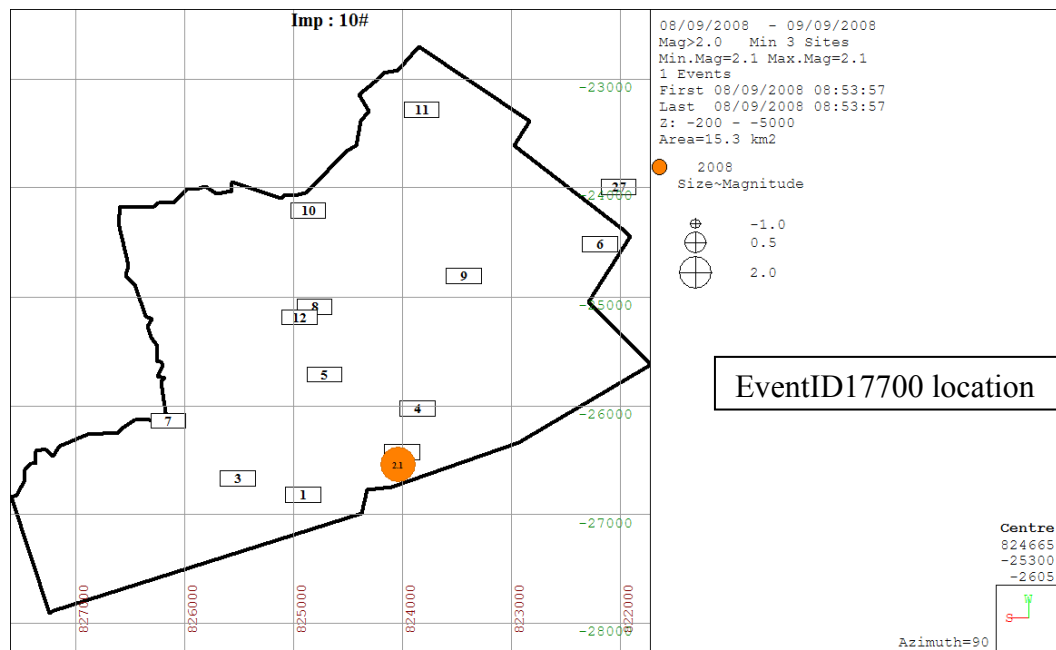 Imp : 10#
08/09/2008 - 09/09/2008
Mag>2.0 Min 3 Sites
Min.Mag=2.1 Max.Mag=2.1
1 Events
First 08/09/2008 08:53:57
Last 08/09/2008 08:53:57
Z: -200 - -5000
Area=15.3 km2
2008
Size~Magnitude
-1.0
0.5
2.0
EventID17700 location
-23000
11
27
-24000
10
6
9
-25000
8
12
5
4
-26000
7
2.1
3
1
-27000
827000
826000
825000
824000
823000
822000
-28000
Centre
824665
-25300
-2605
W
S
Azimuth=90